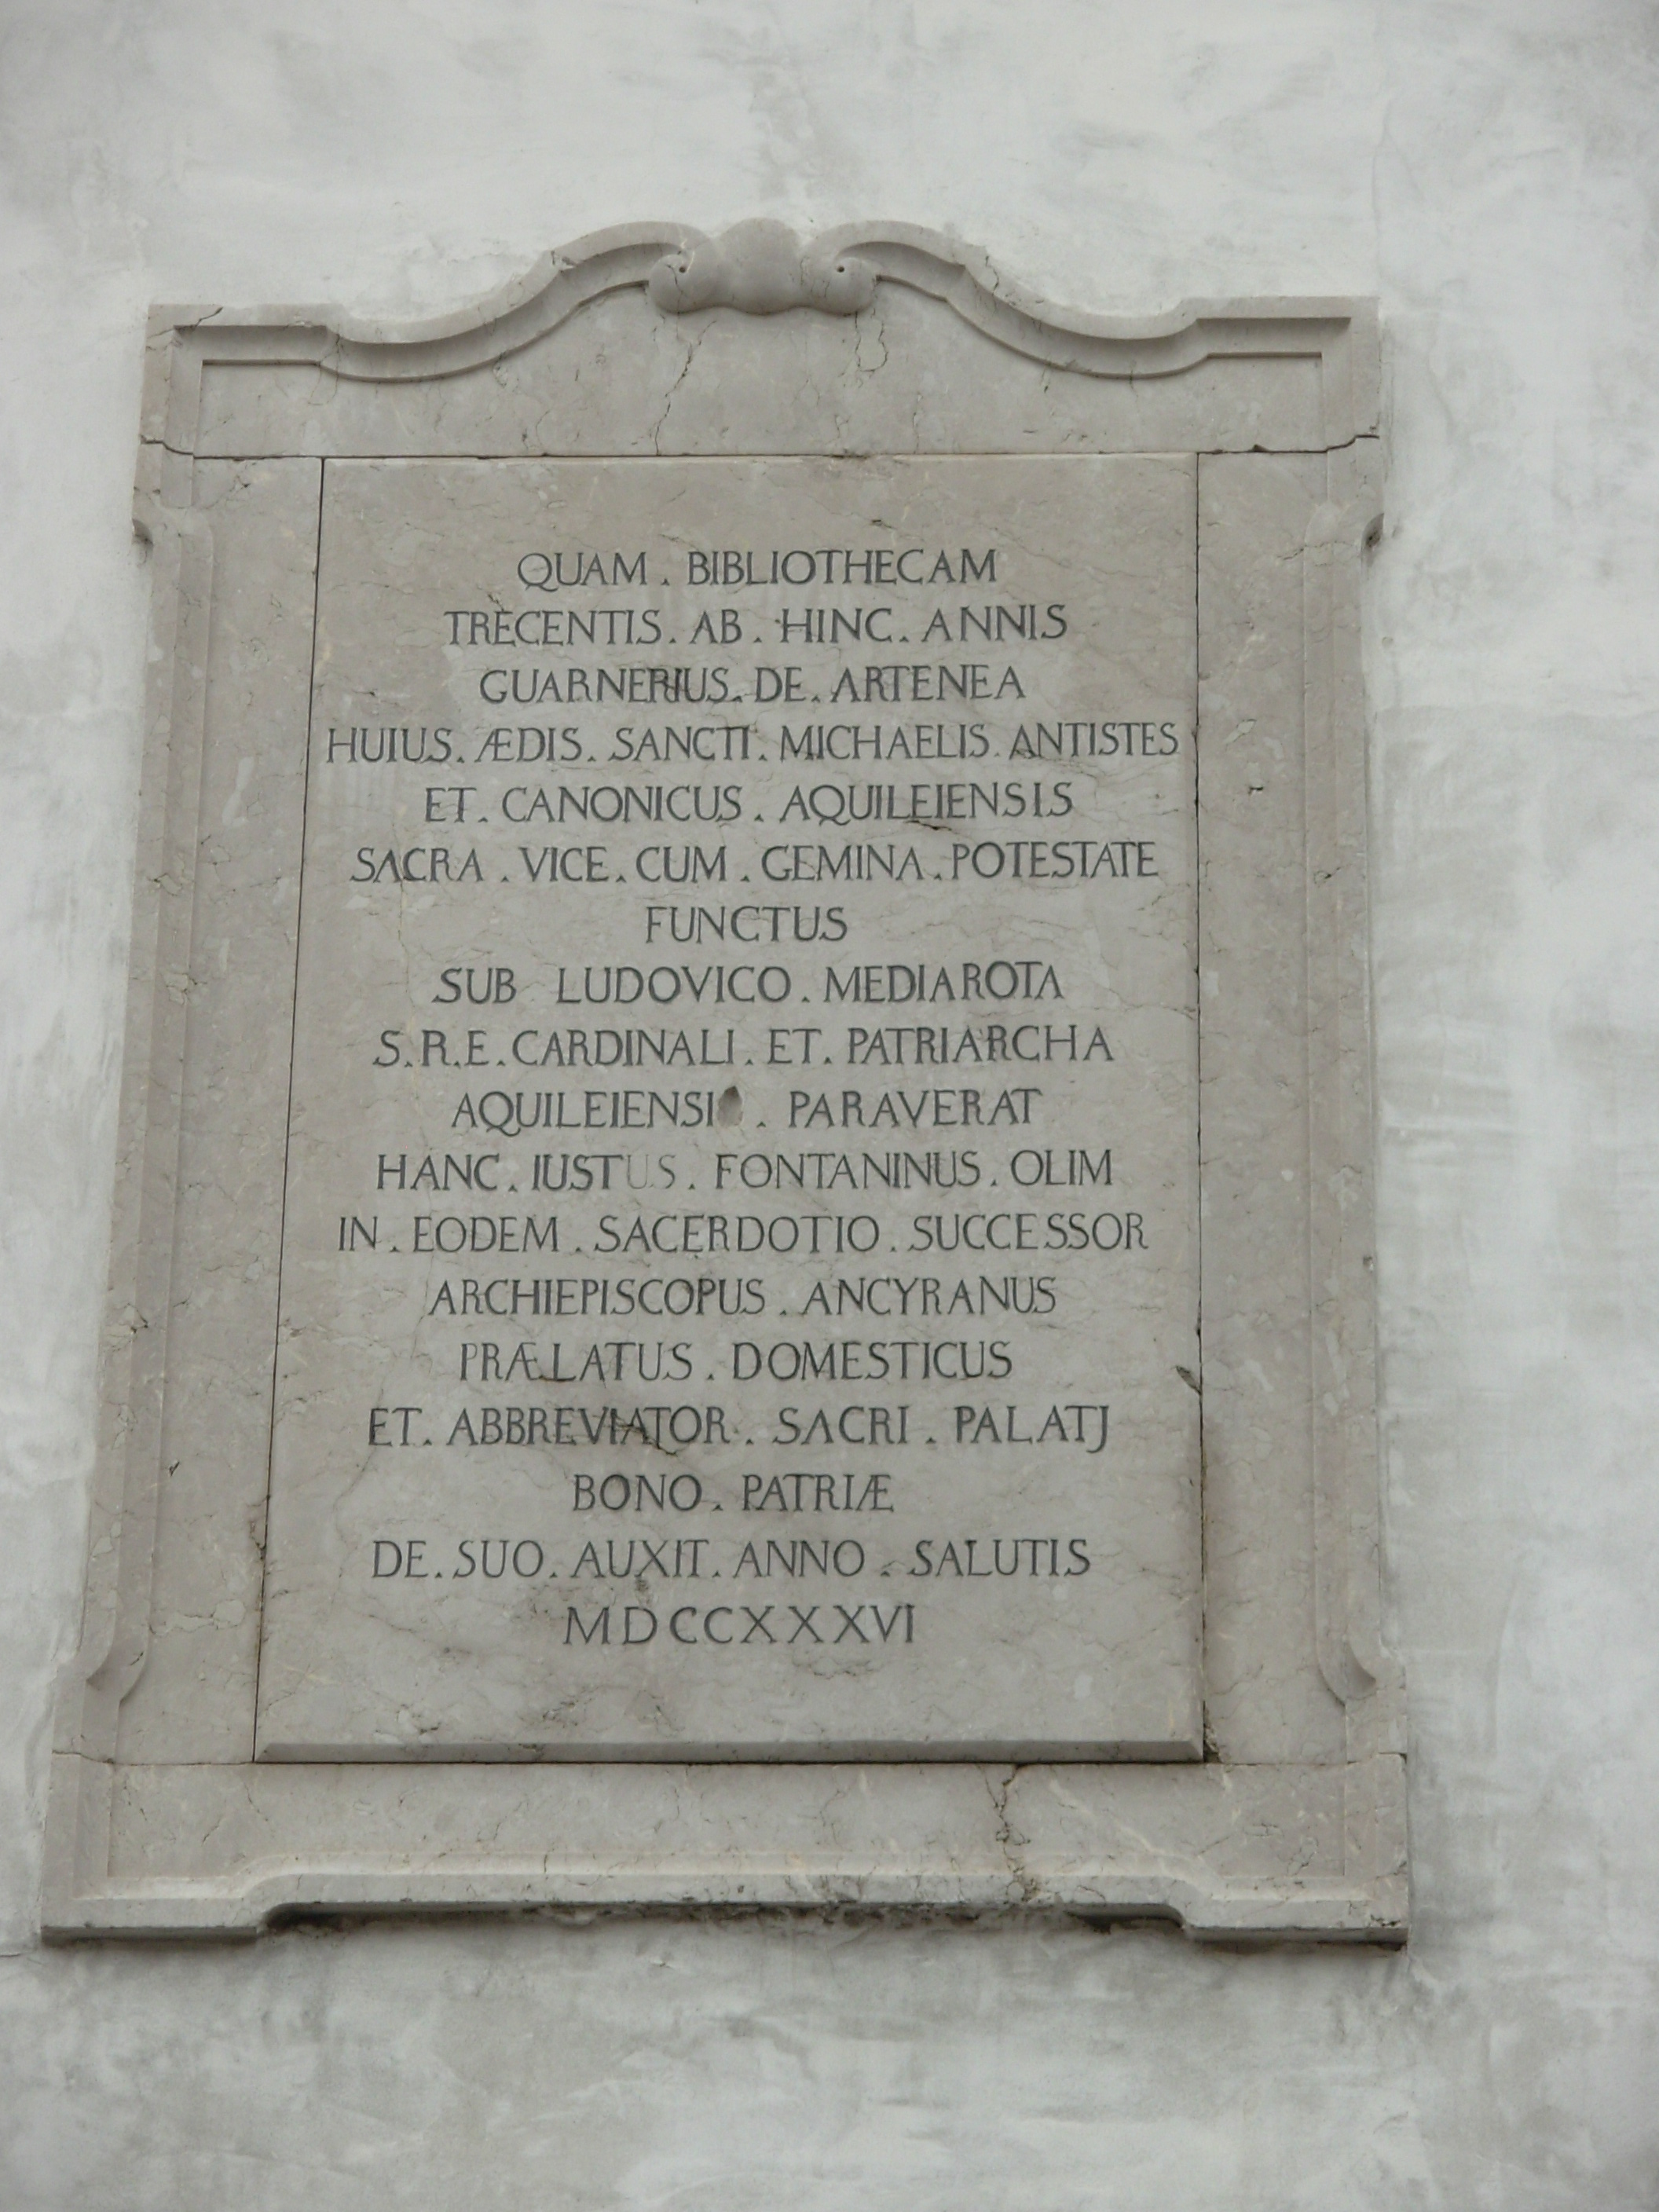 QUAM . BIBLIOTHECAM
TRECENTIS . AB . HINC . ANNIS
GUARNERIUS . DE . ARTENEA
HUIUS . ÆDIS . SANCTI . MICHAELIS . ANTISTES
ET . CANONICUS . AQUILEIENSIS
SACRA . VICE . CUM . GEMINA . POTESTATE
FUNCTUS
SUB LUDOVICO . MEDIAROTA
S . R . E . CARDINALI . ET . PATRIARCHA
AQUILEIENSI . PARAVERAT
HANC . IUSTUS . FONTANINUS . OLIM
IN . EODEM . SACERDOTIO . SUCCESSOR
ARCHIEPISCOPUS . ANCYRANUS
PRÆLATUS . DOMESTICUS
ET . ABBREVIATOR . SACRI . PALATJ
BONO . PATRIÆ
DE . SUO . AUXIT . ANNO . SALUTIS
MDCCXXXVI